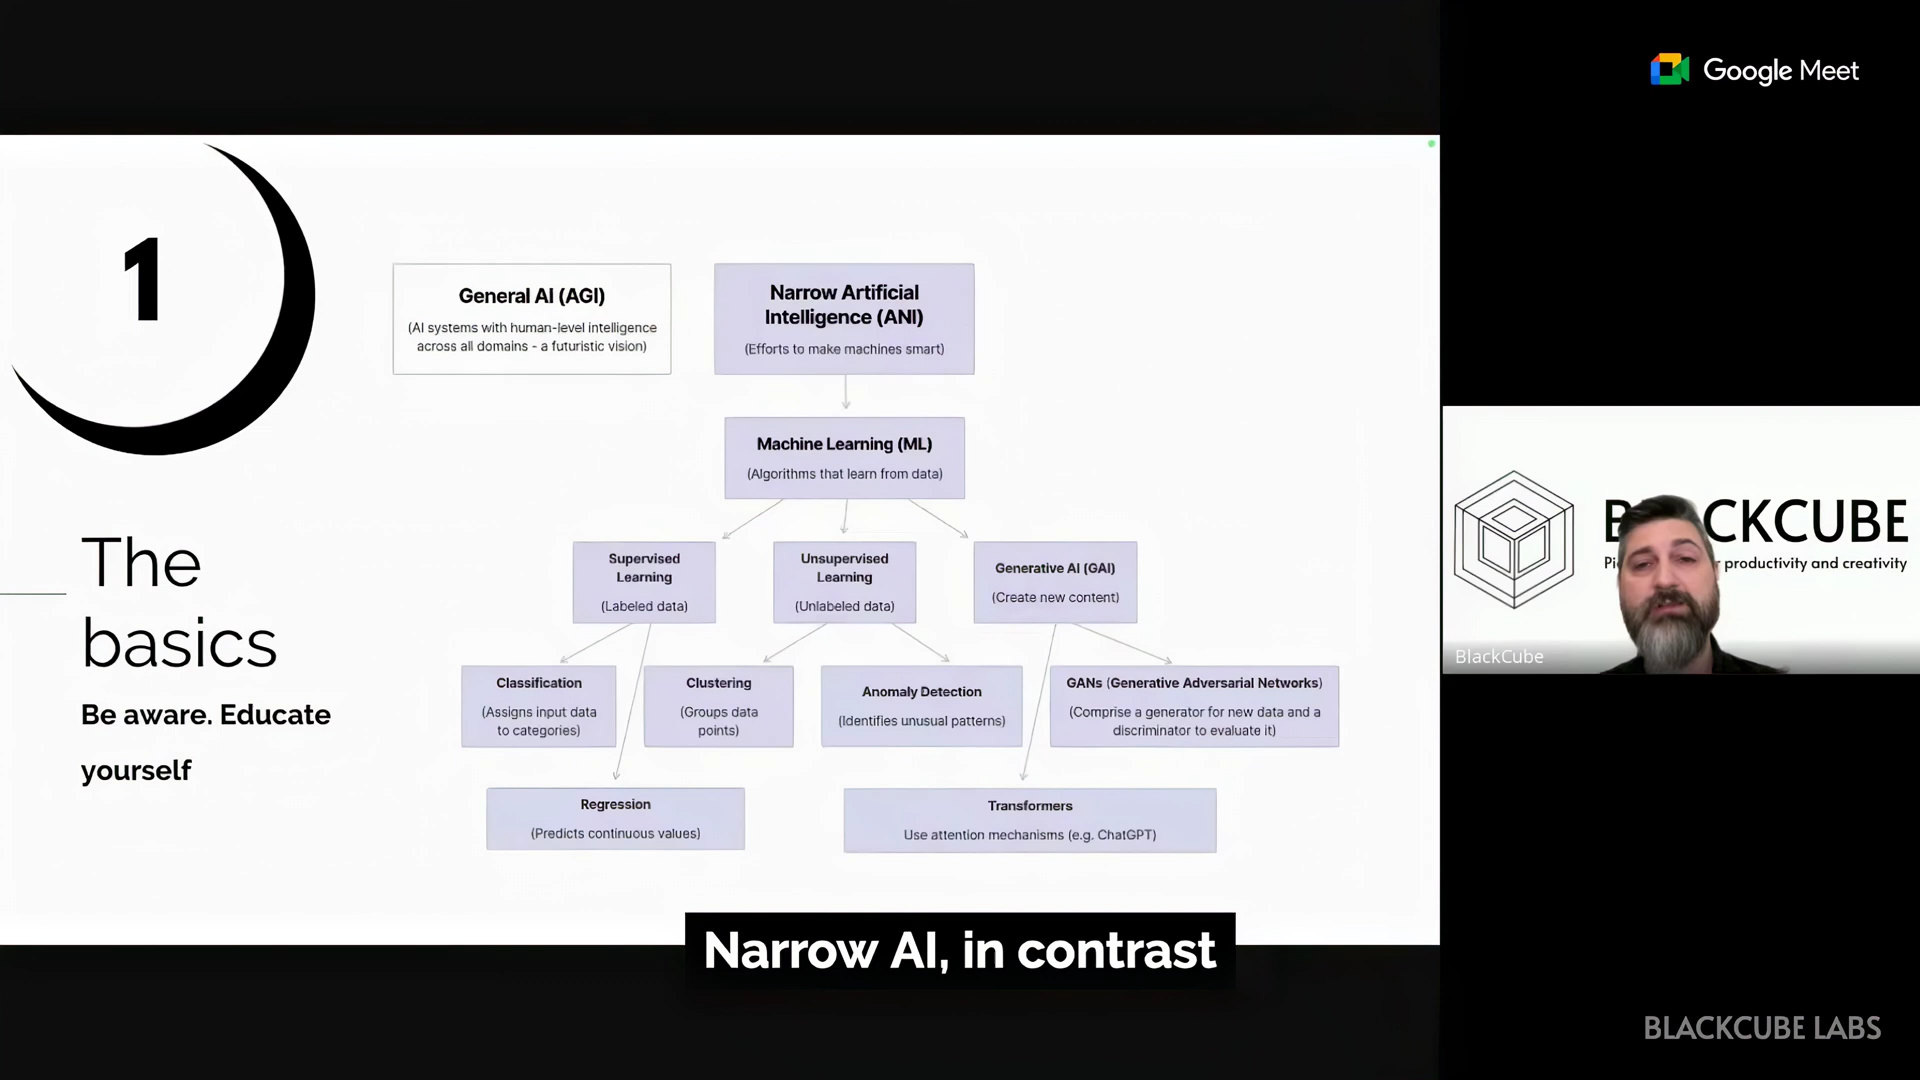 Google Meet
1
The
basics
Be aware. Educate
yourself
General AI (AGI)
(AI systems with human-level intelligence
across all domains - a futuristic vision)
Narrow Artificial
Intelligence (ANI)
(Efforts to make machines smart)
Machine Learning (ML)
(Algorithms that learn from data)
Supervised
Learning
(Labeled data)
Unsupervised
Learning
(Unlabeled data)
Generative AI (GAI)
(Create new content)
Classification
(Assigns input data
to categories)
Clustering
(Groups data
points)
Anomaly Detection
(Identifies unusual patterns)
GANs (Generative Adversarial Networks)
(Comprise a generator for new data and a
discriminator to evaluate it)
Regression
(Predicts continuous values)
Transformers
Use attention mechanisms (e.g. ChatGPT)
productivity and creativity
BlackCube
Narrow AI, in contrast
BLACKCUBE LABS